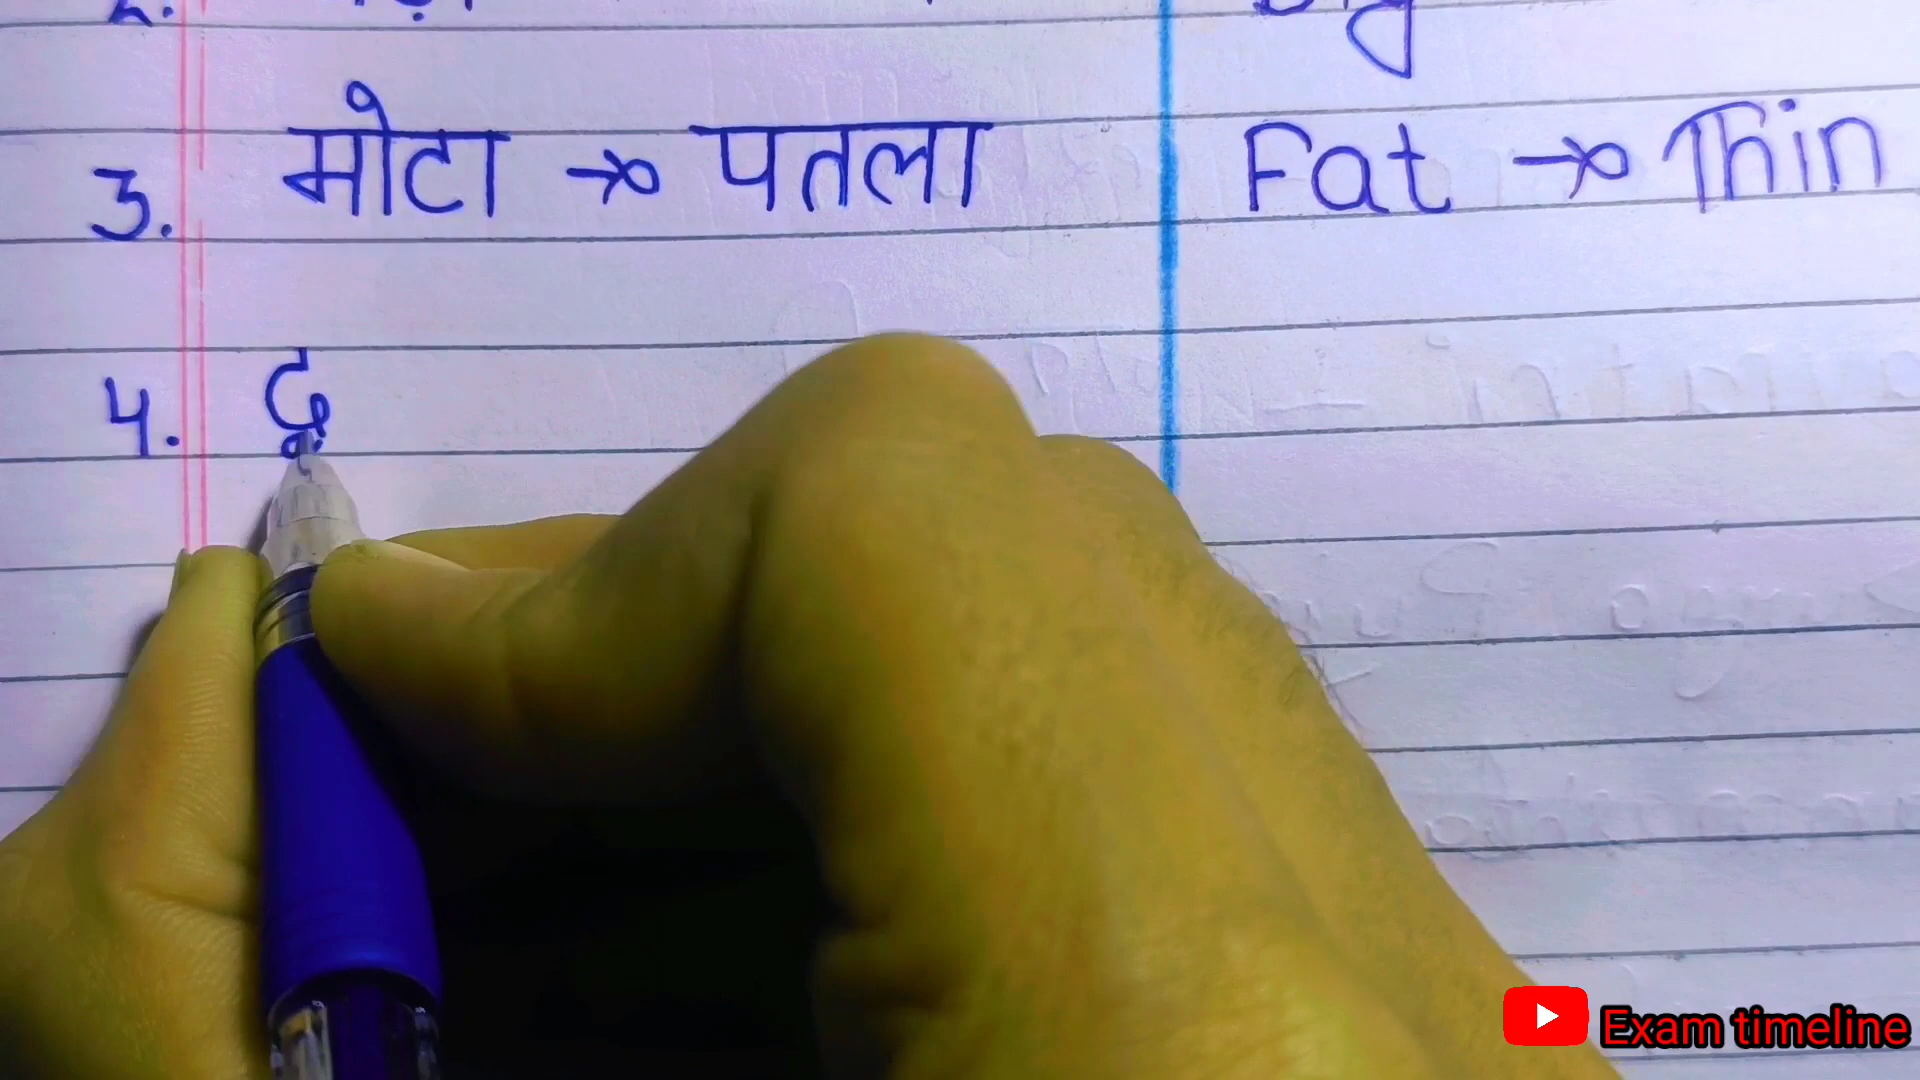 3. मोटा → पतला Fat → Thin
4. दू
Exam timeline